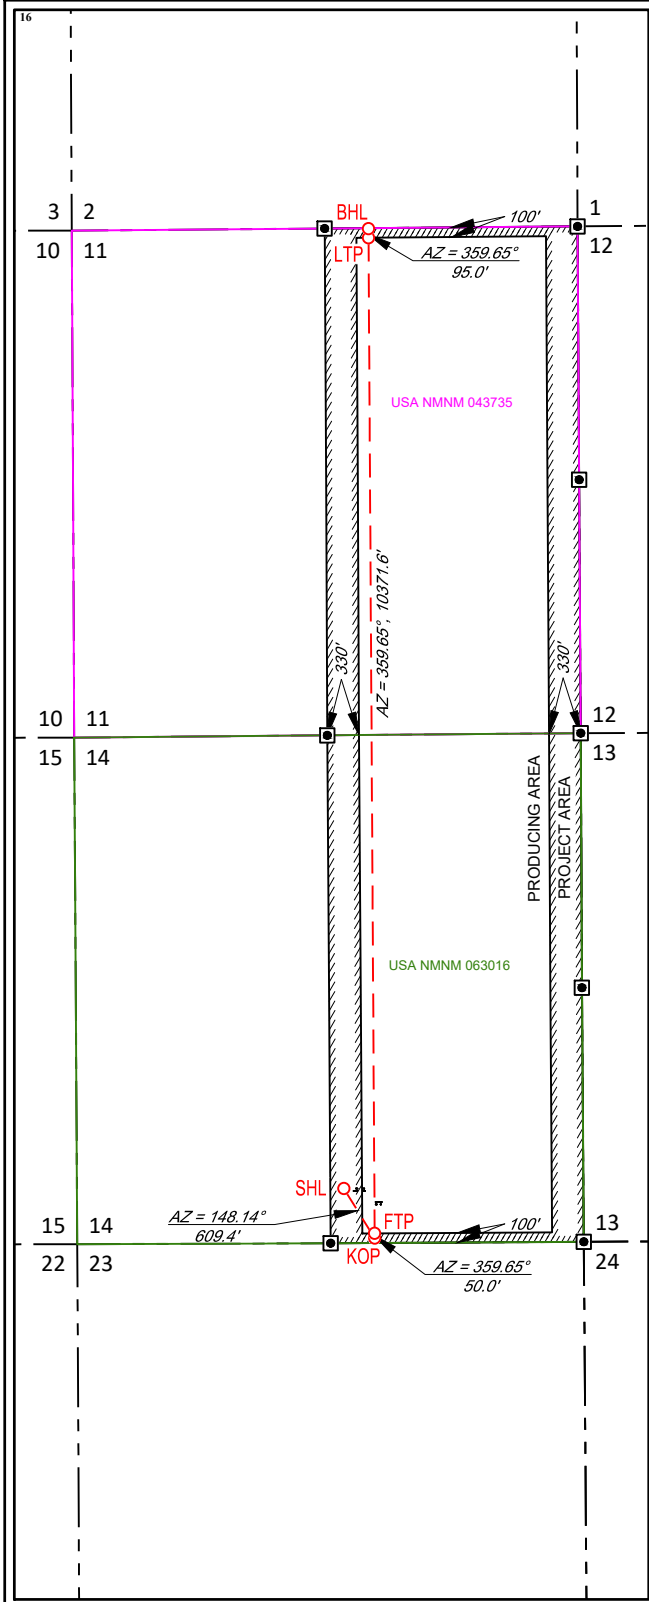 16
3 2
1
BHL
100'
10 11
12
LTP
AZ = 359.65°
95.0'
USA NMNM 043735
AZ = 359.65°, 10371.6'
330'
330'
10 11
12
15 14
13
PRODUCING AREA
PROJECT AREA
USA NMNM 063016
SHL
AZ = 148.14°
609.4'
FTP
100'
15 14
13
KOP
22 23
24
AZ = 359.65°
50.0'